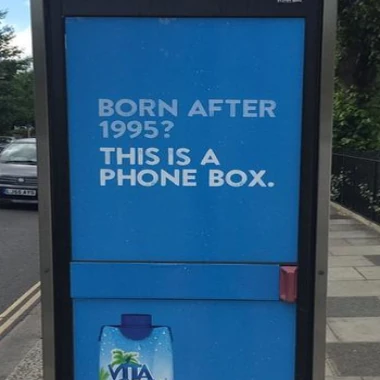 BORN AFTER
1995?
THIS IS A
PHONE BOX.
VITA